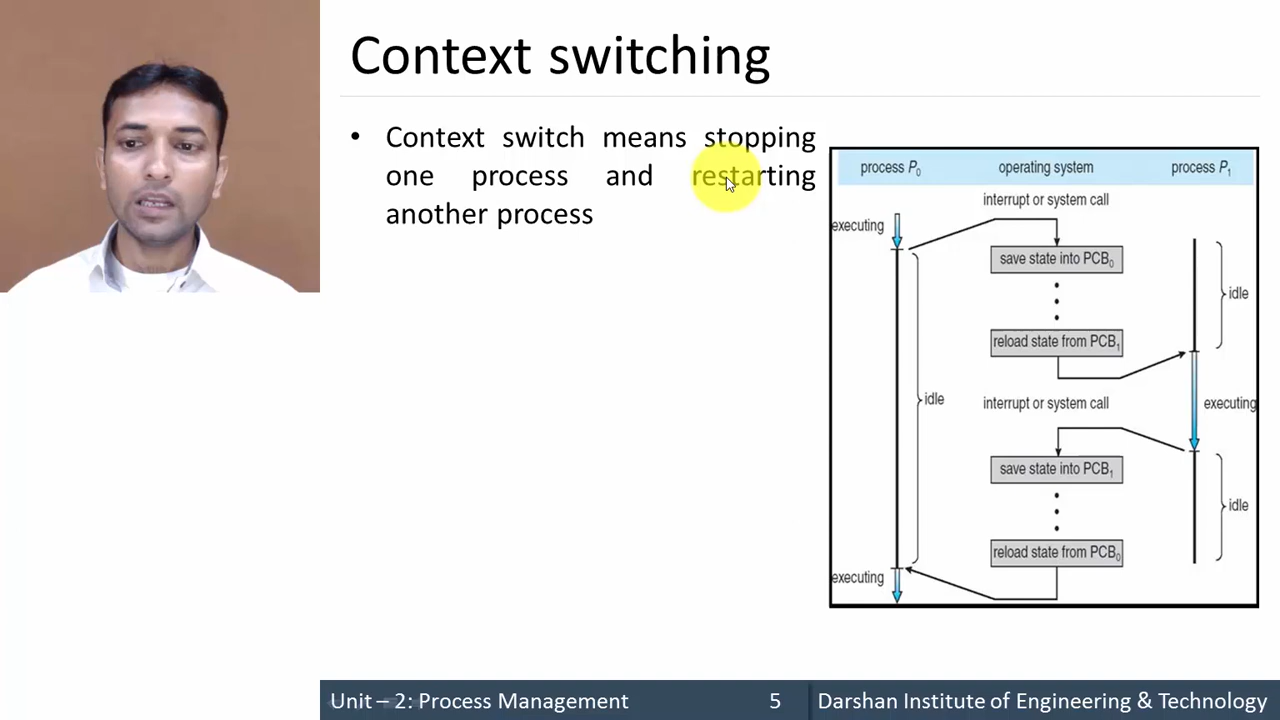 Context switching
• Context switch means stopping
one process and restarting
another process
process P₀ operating system process P₁
interrupt or system call
executing
save state into PCB₀
idle
reload state from PCB₁
idle
interrupt or system call
executing
save state into PCB₁
idle
reload state from PCB₀
executing
Unit – 2: Process Management 5 Darshan Institute of Engineering & Technology